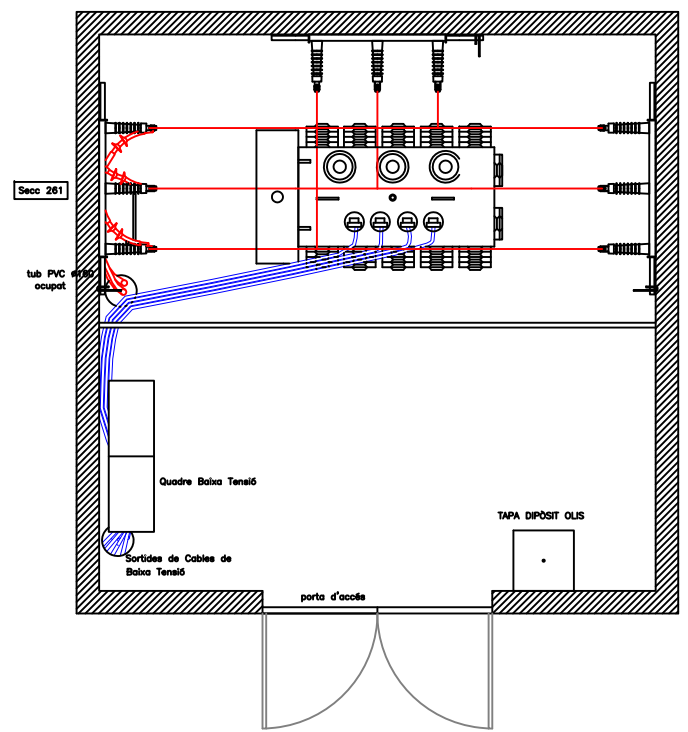 Secc 261
tub PVC ø160
ocupat
Quadre Baixa Tensió
TAPA DIPÒSIT OLIS
Sortides de Cables de
Baixa Tensió
porta d'accés